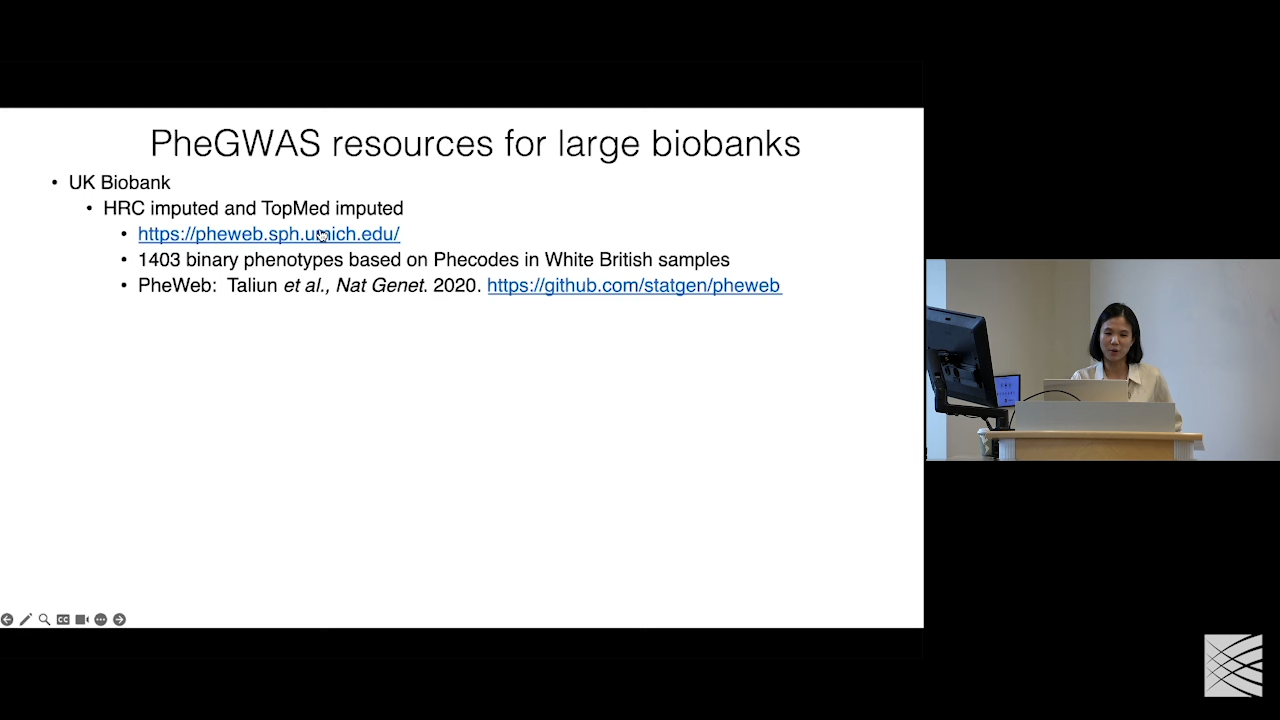 PheGWAS resources for large biobanks
• UK Biobank
• HRC imputed and TopMed imputed
• https://pheweb.sph.umich.edu/
• 1403 binary phenotypes based on Phecodes in White British samples
• PheWeb: Taliun et al., Nat Genet. 2020. https://github.com/statgen/pheweb
CC